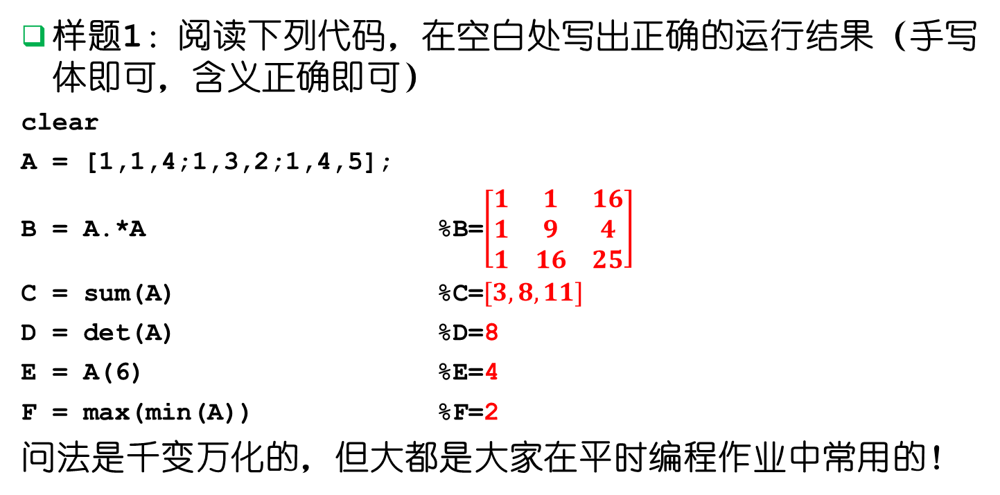 样题1：阅读下列代码，在空白处写出正确的运行结果（手写
体即可，含义正确即可）
clear
A = [1,1,4;1,3,2;1,4,5];
B = A.*A %B=[1 1 16
1 9 4
1 16 25]
C = sum(A) %C=[3,8,11]
D = det(A) %D=8
E = A(6) %E=4
F = max(min(A)) %F=2
问法是千变万化的，但大都是大家在平时编程作业中常用的！